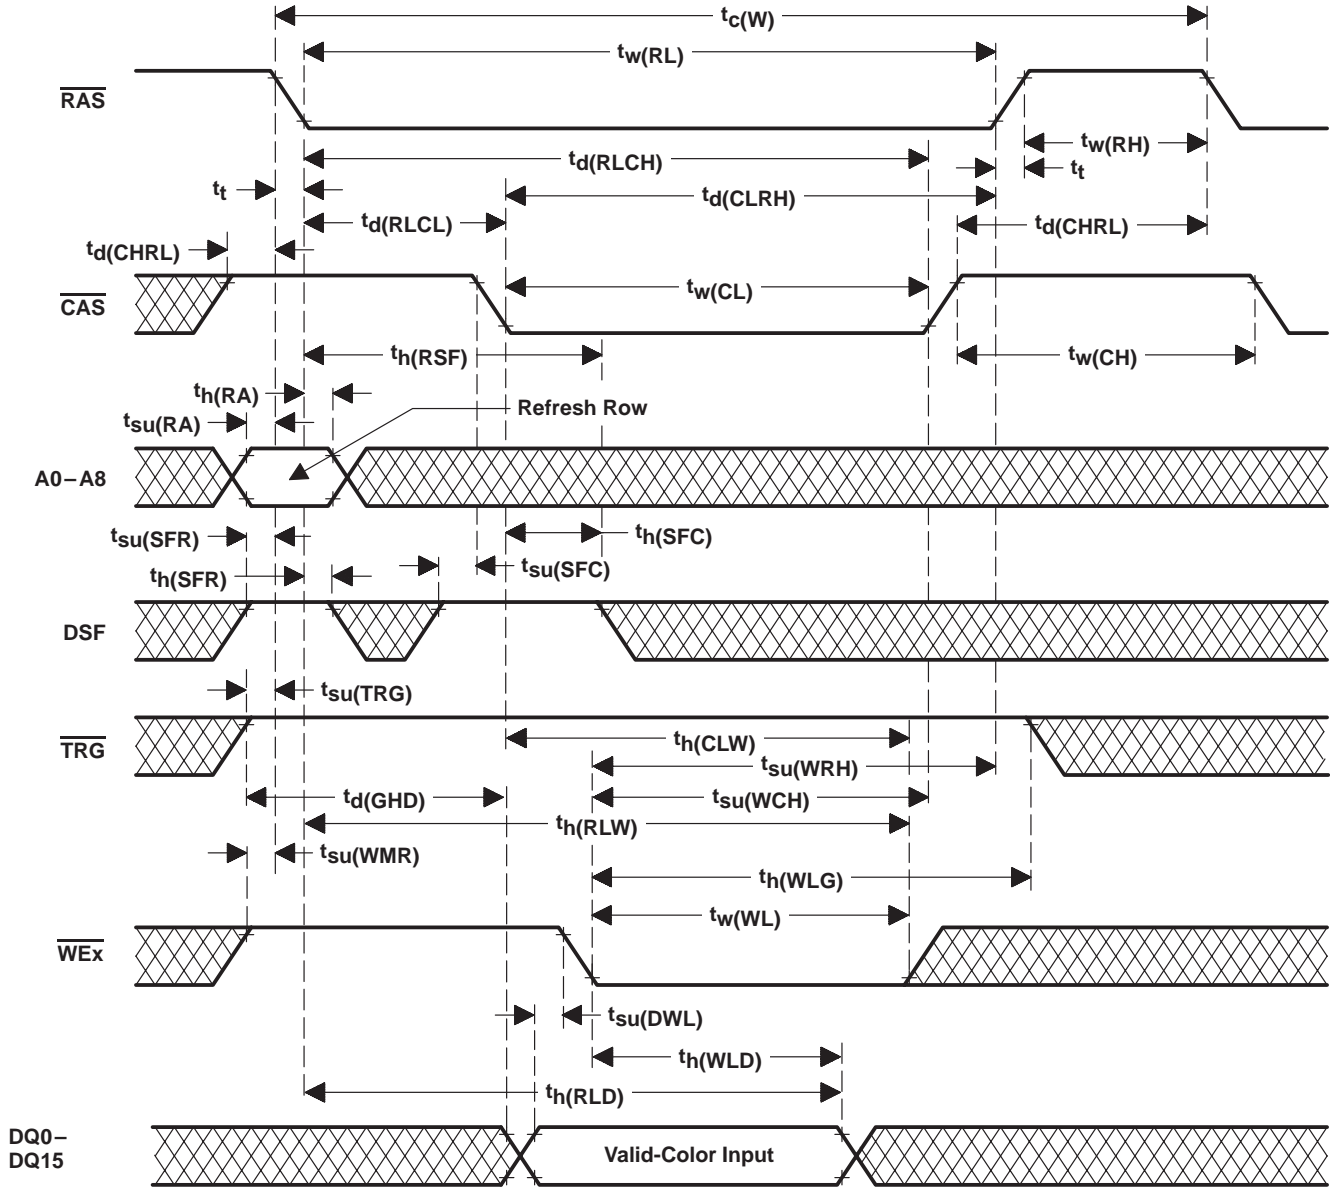 tc(W)
tw(RL)
RAS
tw(RH)
td(RLCH)
tt
tt
td(CLRH)
td(RLCL)
td(CHRL)
td(CHRL)
CAS
tw(CL)
th(RSF)
tw(CH)
th(RA)
Refresh Row
tsu(RA)
A0–A8
tsu(SFR)
th(SFC)
tsu(SFC)
th(SFR)
DSF
tsu(TRG)
TRG
th(CLW)
tsu(WRH)
td(GHD)
tsu(WCH)
th(RLW)
tsu(WMR)
th(WLG)
tw(WL)
WEx
tsu(DWL)
th(WLD)
th(RLD)
DQ0–
DQ15
Valid-Color Input